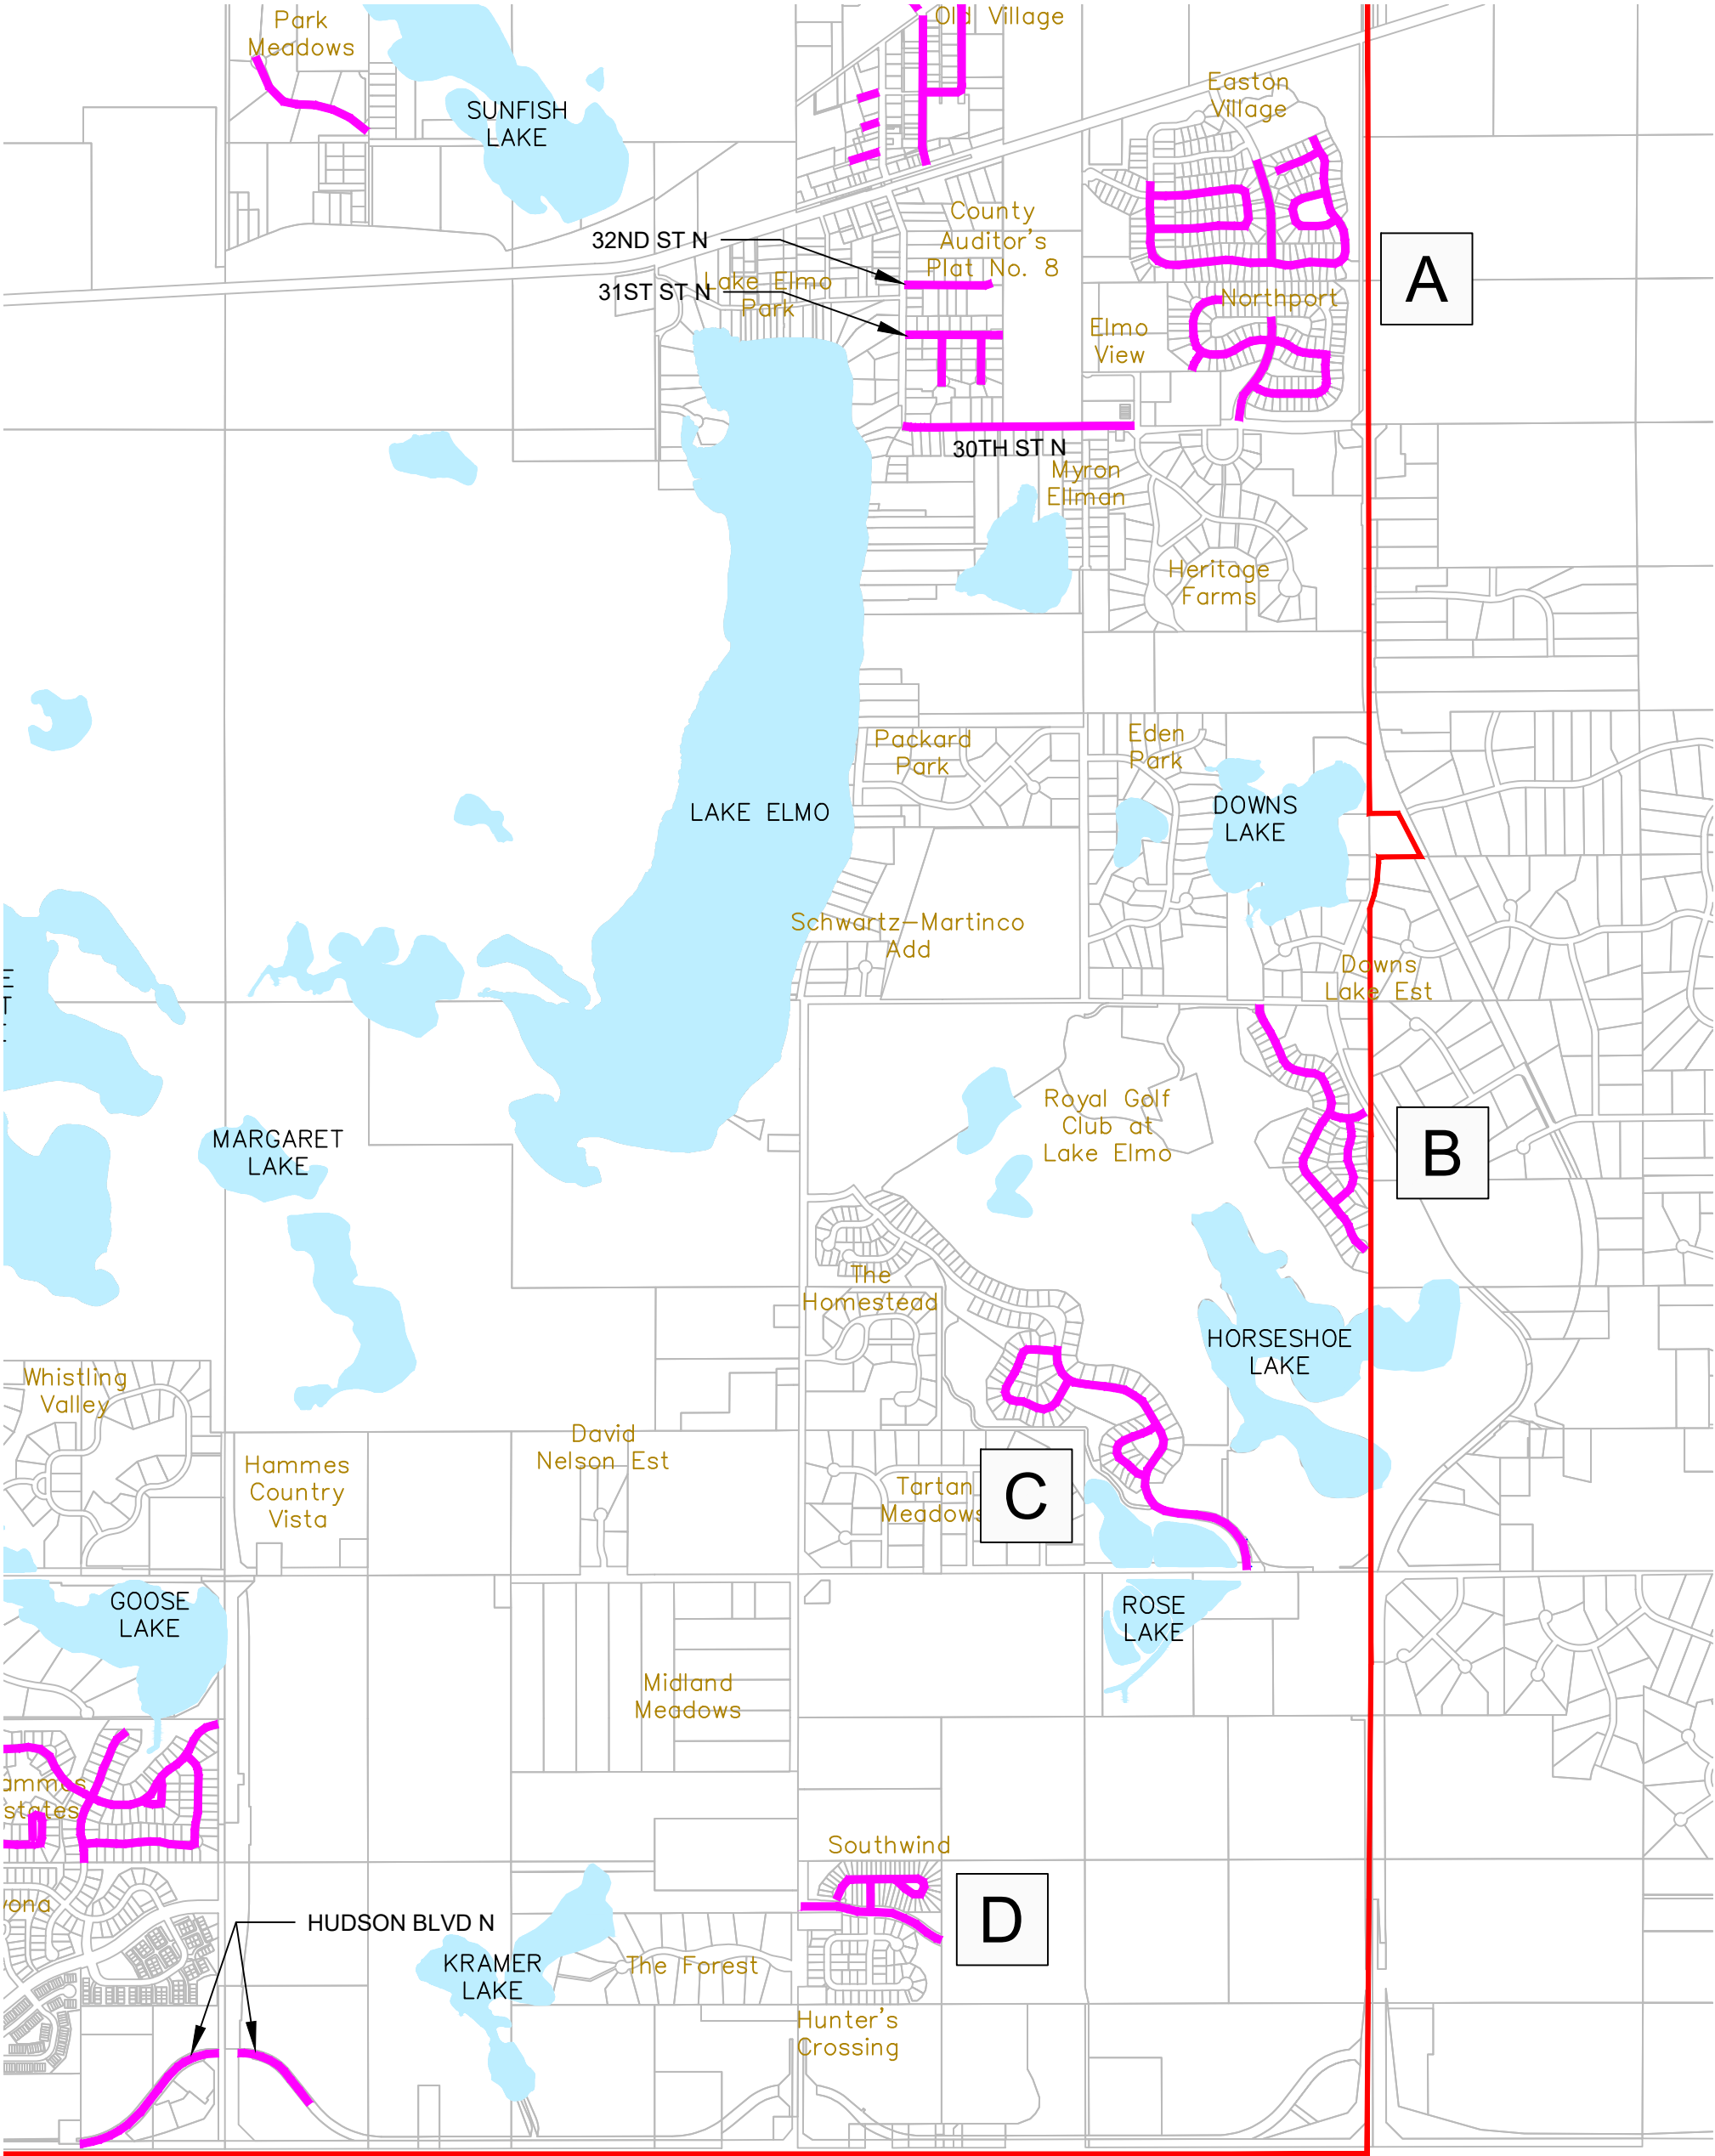 Park
Meadows
Old Village
SUNFISH
LAKE
Easton
Village
32ND ST N
County
Auditor's
Plat No. 8
A
31ST ST N
Lake Elmo
Park
Northport
Elmo
View
30TH ST N
Myron
Ellman
Heritage
Farms
Packard
Park
Eden
Park
LAKE ELMO
DOWNS
LAKE
Schwartz-Martinco
Add
Downs
Lake Est
E
T
Royal Golf
Club at
Lake Elmo
MARGARET
LAKE
B
The
Homestead
HORSESHOE
LAKE
Whistling
Valley
David
Nelson Est
Hammes
Country
Vista
Tartan
Meadows
C
GOOSE
LAKE
ROSE
LAKE
Midland
Meadows
ammes
states
Southwind
vona
HUDSON BLVD N
D
KRAMER
LAKE
The Forest
Hunter's
Crossing